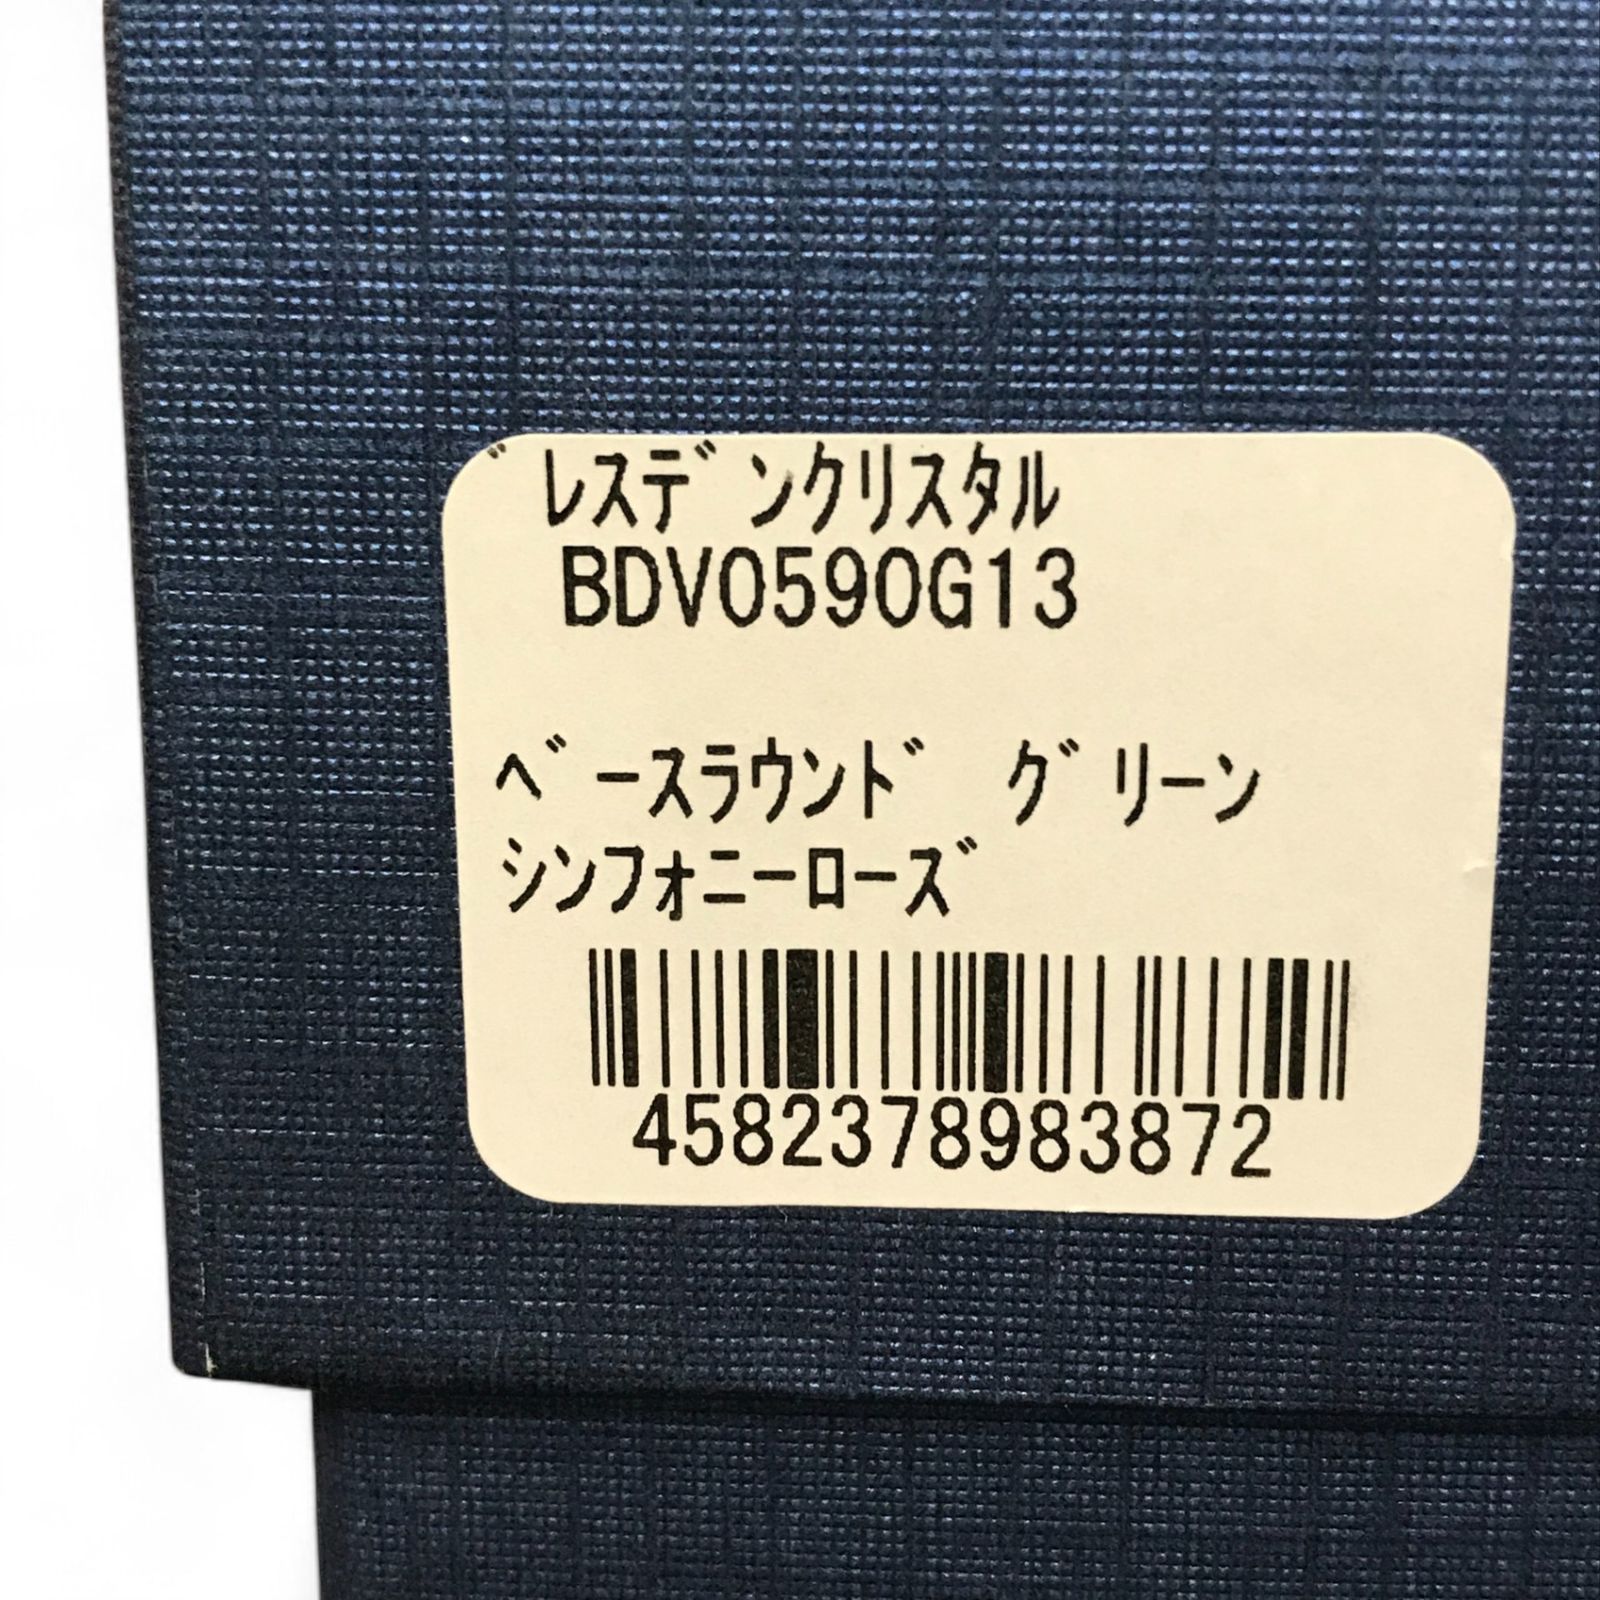 ﾞﾚｽﾃﾞﾝｸﾘｽﾀﾙ
BDV0590G13
ﾍﾞｰｽﾗｳﾝﾄﾞ ｸﾞﾘｰﾝ
ｼﾝﾌｫﾆｰﾛｰｽﾞ
4582378983872